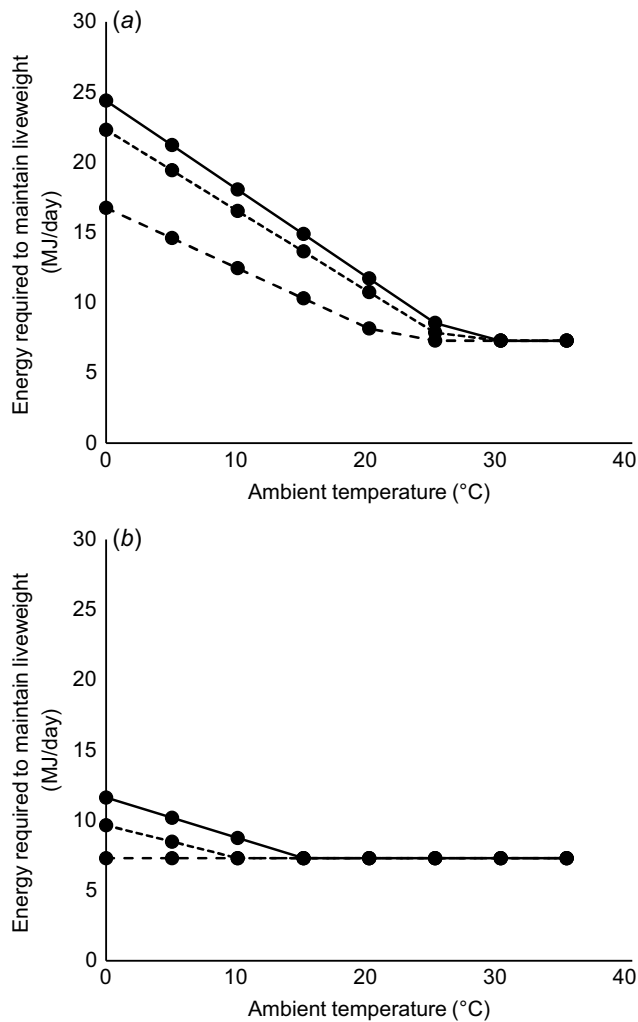 (a)
Energy required to maintain liveweight
(MJ/day)
30
25
20
15
10
5
0
0 10 20 30 40
Ambient temperature (°C)
(b)
Energy required to maintain liveweight
(MJ/day)
30
25
20
15
10
5
0
0 10 20 30 40
Ambient temperature (°C)